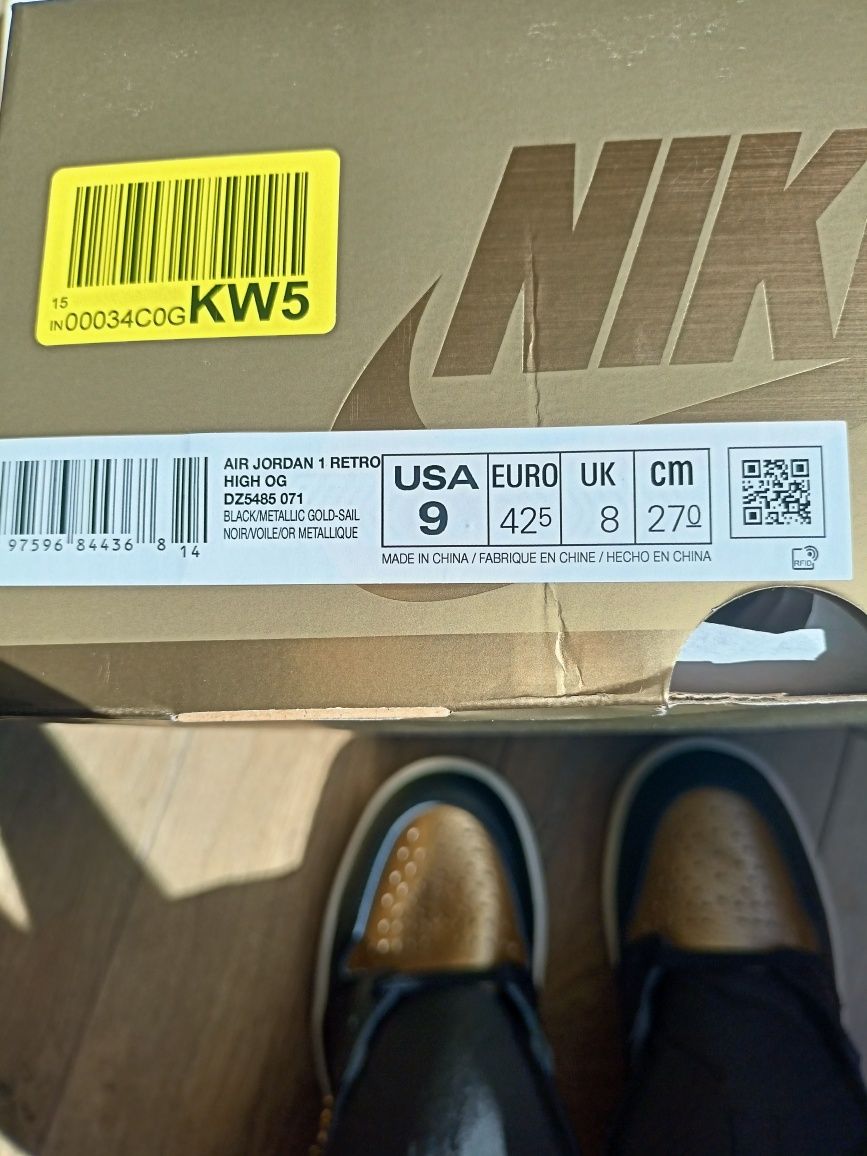 NIK
15
IN00034C0GKW5
AIR JORDAN 1 RETRO
HIGH OG
DZ5485 071
BLACK/METALLIC GOLD-SAIL
NOIR/VOILE/OR METALLIQUE
USA EURO UK cm
9 425 8 270
MADE IN CHINA / FABRIQUE EN CHINE / HECHO EN CHINA
97596 84436 8 14
RFID